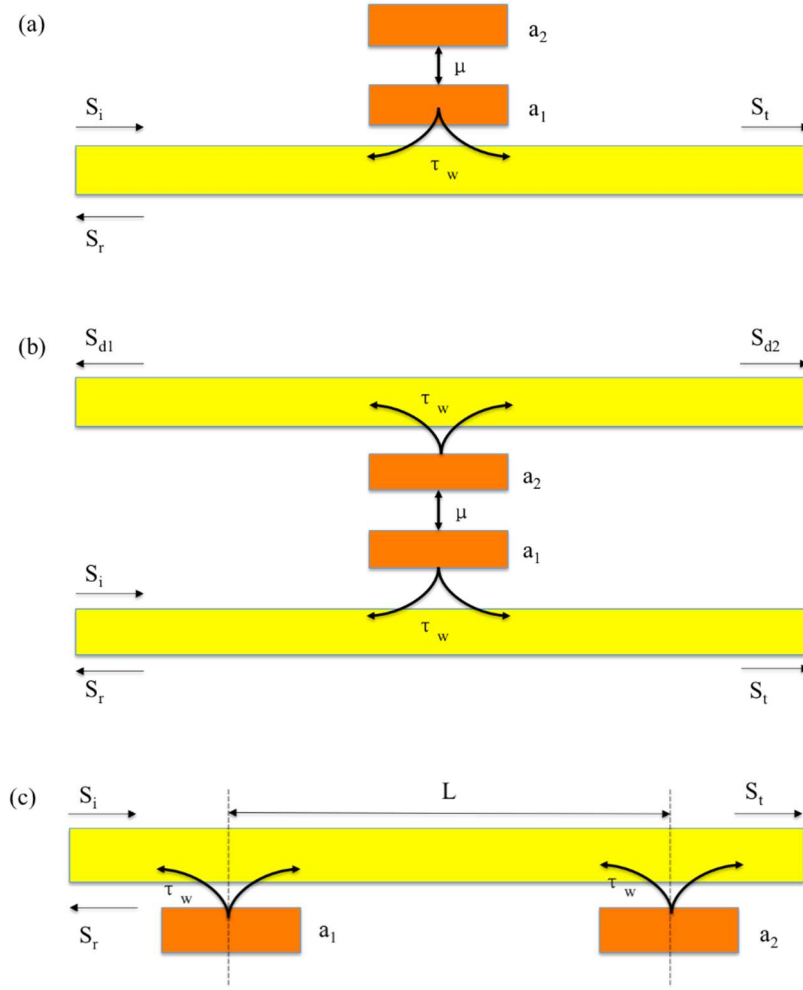 (a)
a2
μ
Si
a1
St
τ w
Sr
(b)
Sd1
Sd2
τ w
a2
μ
a1
Si
τ w
Sr
St
(c)
Si
L
St
τ w
τ w
Sr
a1
a2